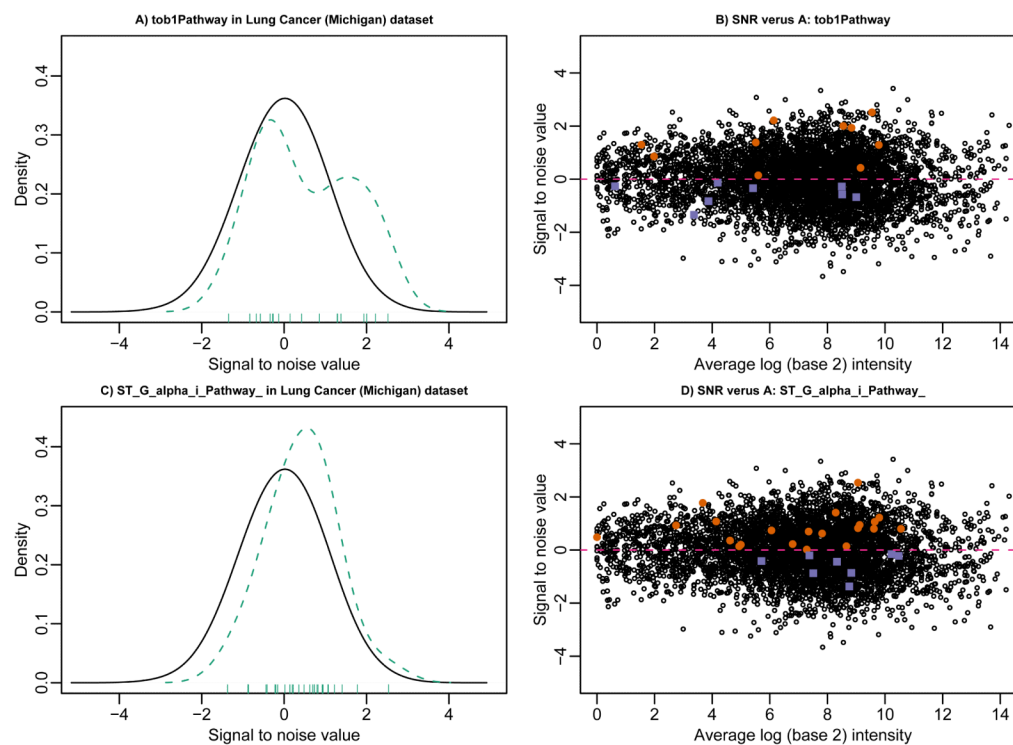 A) tob1Pathway in Lung Cancer (Michigan) dataset
Density
0.0 0.1 0.2 0.3 0.4
−4 −2 0 2 4
Signal to noise value
B) SNR verus A: tob1Pathway
Signal to noise value
−4 −2 0 2 4
0 2 4 6 8 10 12 14
Average log (base 2) intensity
C) ST_G_alpha_i_Pathway_ in Lung Cancer (Michigan) dataset
Density
0.0 0.1 0.2 0.3 0.4
−4 −2 0 2 4
Signal to noise value
D) SNR verus A: ST_G_alpha_i_Pathway_
Signal to noise value
−4 −2 0 2 4
0 2 4 6 8 10 12 14
Average log (base 2) intensity